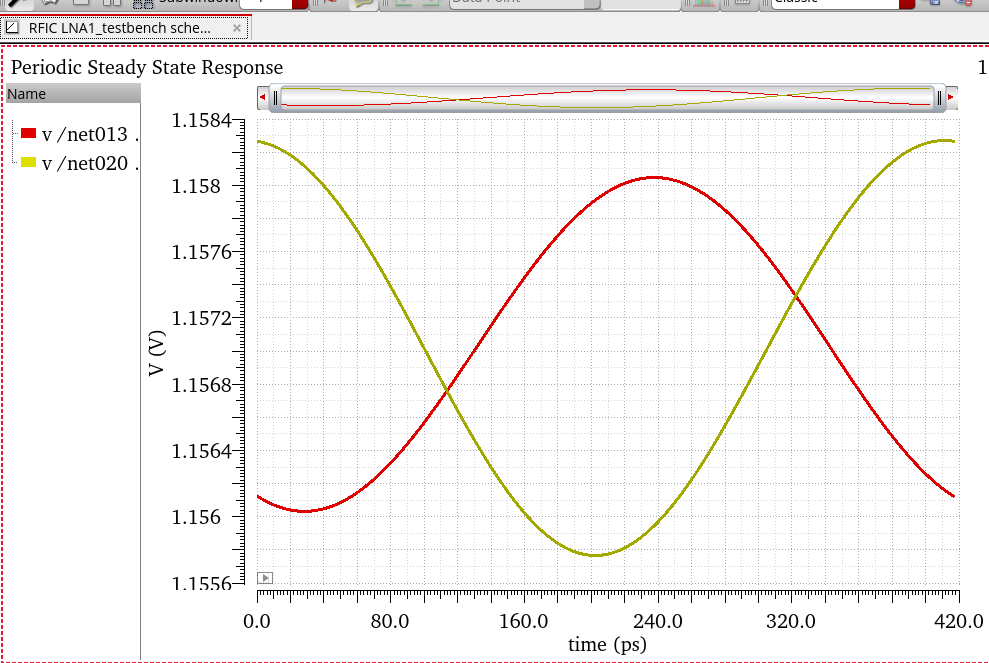 Data Point
Classic
RFIC LNA1_testbench sche... ×
Periodic Steady State Response 1
Name
v /net013 .
v /net020 .
1.1584
1.158
1.1576
1.1572
1.1568
1.1564
1.156
1.1556
V (V)
0.0 80.0 160.0 240.0 320.0 420.0
time (ps)